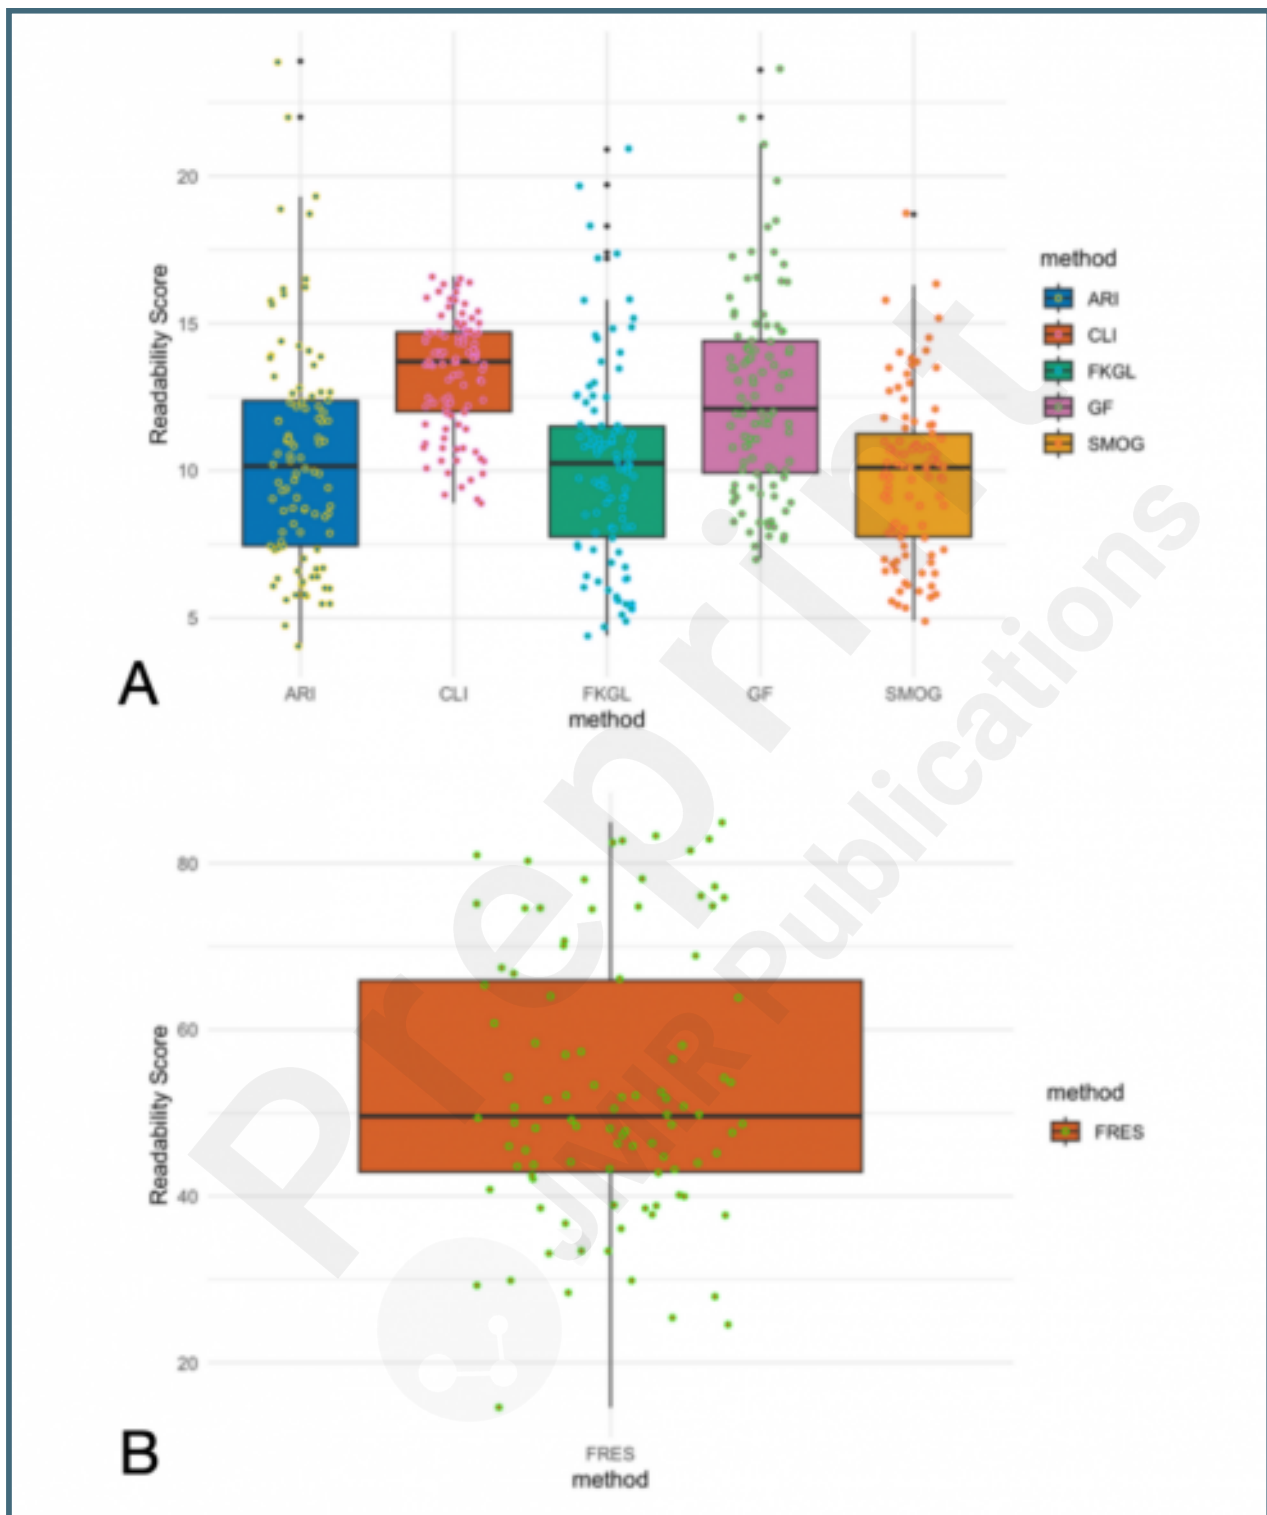 20
15
10
5
Readability Score
ARI
CLI
FKGL
GF
SMOG
method
method
ARI
CLI
FKGL
GF
SMOG
A
80
60
40
20
Readability Score
FRES
method
method
FRES
B
Preprint
JMIR Publications